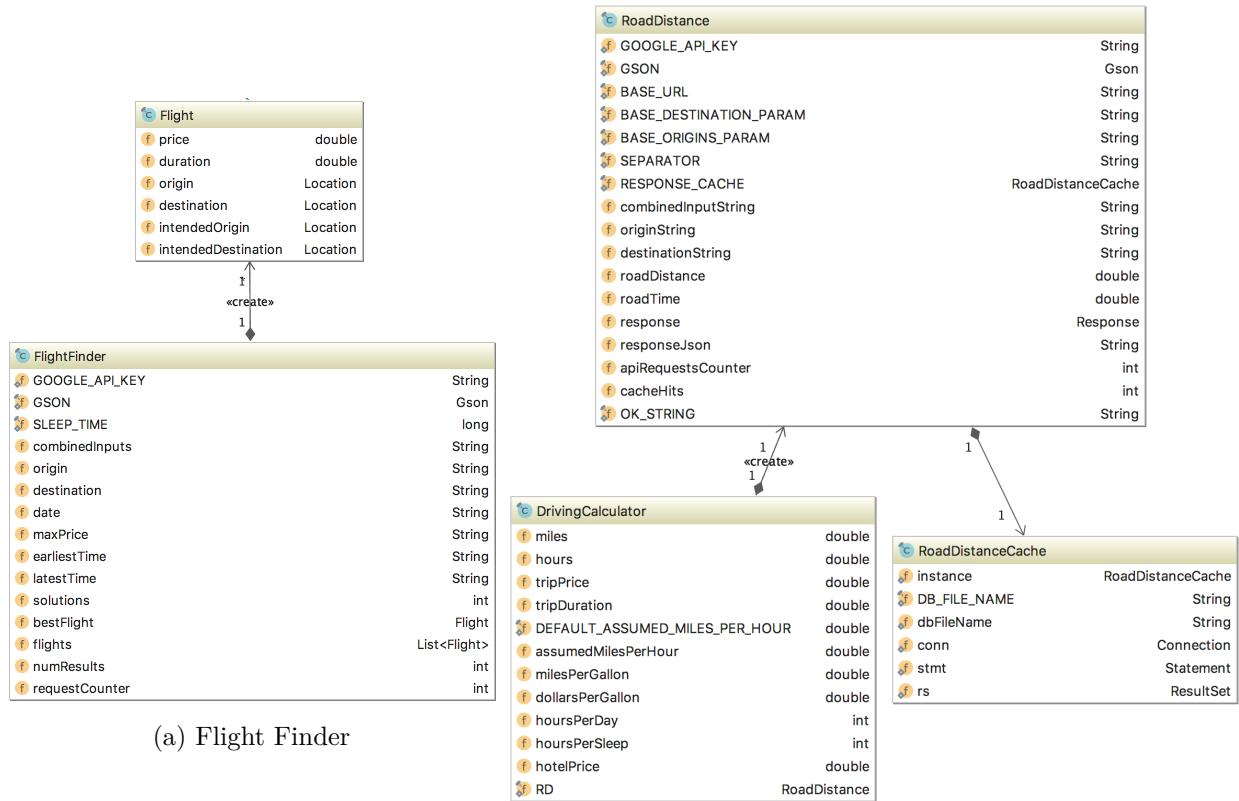 Flight
price double
duration double
origin Location
destination Location
intendedOrigin Location
intendedDestination Location
1
«create»
1
FlightFinder
GOOGLE_API_KEY String
GSON Gson
SLEEP_TIME long
combinedInputs String
origin String
destination String
date String
maxPrice String
earliestTime String
latestTime String
solutions int
bestFlight Flight
flights List<Flight>
numResults int
requestCounter int
(a) Flight Finder
RoadDistance
GOOGLE_API_KEY String
GSON Gson
BASE_URL String
BASE_DESTINATION_PARAM String
BASE_ORIGINS_PARAM String
SEPARATOR String
RESPONSE_CACHE RoadDistanceCache
combinedInputString String
originString String
destinationString String
roadDistance double
roadTime double
response Response
responseJson String
apiRequestsCounter int
cacheHits int
OK_STRING String
1
«create»
1
1
1
DrivingCalculator
miles double
hours double
tripPrice double
tripDuration double
DEFAULT_ASSUMED_MILES_PER_HOUR double
assumedMilesPerHour double
milesPerGallon double
dollarsPerGallon double
hoursPerDay int
hoursPerSleep int
hotelPrice double
RD RoadDistance
RoadDistanceCache
instance RoadDistanceCache
DB_FILE_NAME String
dbFileName String
conn Connection
stmt Statement
rs ResultSet